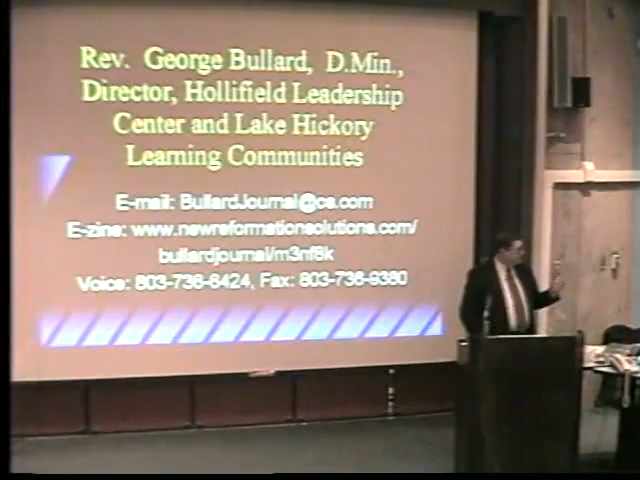 Rev. George Bullard, D.Min.,
Director, Hollifield Leadership
Center and Lake Hickory
Learning Communities
E-mail: BullardJournal@cs.com
E-zine: www.newreformationsolutions.com/
bullardjournal/m3nf8k
Voice: 803-736-6424, Fax: 803-736-9380